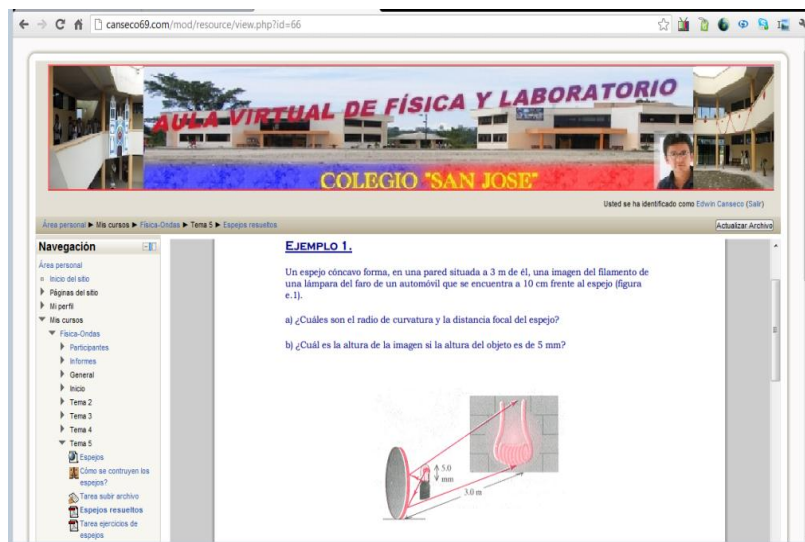 canseco69.com/mod/resource/view.php?id=66
AULA VIRTUAL DE FÍSICA Y LABORATORIO
COLEGIO "SAN JOSE"
Usted se ha identificado como Edwin Canseco (Salir)
Área personal ► Mis cursos ► Física-Ondas ► Tema 5 ► Espejos resueltos
Actualizar Archivo
Navegación
Área personal
Inicio del sitio
Páginas del sitio
Mi perfil
Mis cursos
Física-Ondas
Participantes
Informes
General
Inicio
Tema 2
Tema 3
Tema 4
Tema 5
Espejos
Cómo se contruyen los
espejos?
Tarea subir archivo
Espejos resueltos
Tarea ejercicios de
espejos
EJEMPLO 1.
Un espejo cóncavo forma, en una pared situada a 3 m de él, una imagen del filamento de
una lámpara del faro de un automóvil que se encuentra a 10 cm frente al espejo (figura
e.1).
a) ¿Cuáles son el radio de curvatura y la distancia focal del espejo?
b) ¿Cuál es la altura de la imagen si la altura del objeto es de 5 mm?
5.0
mm
3.0 m